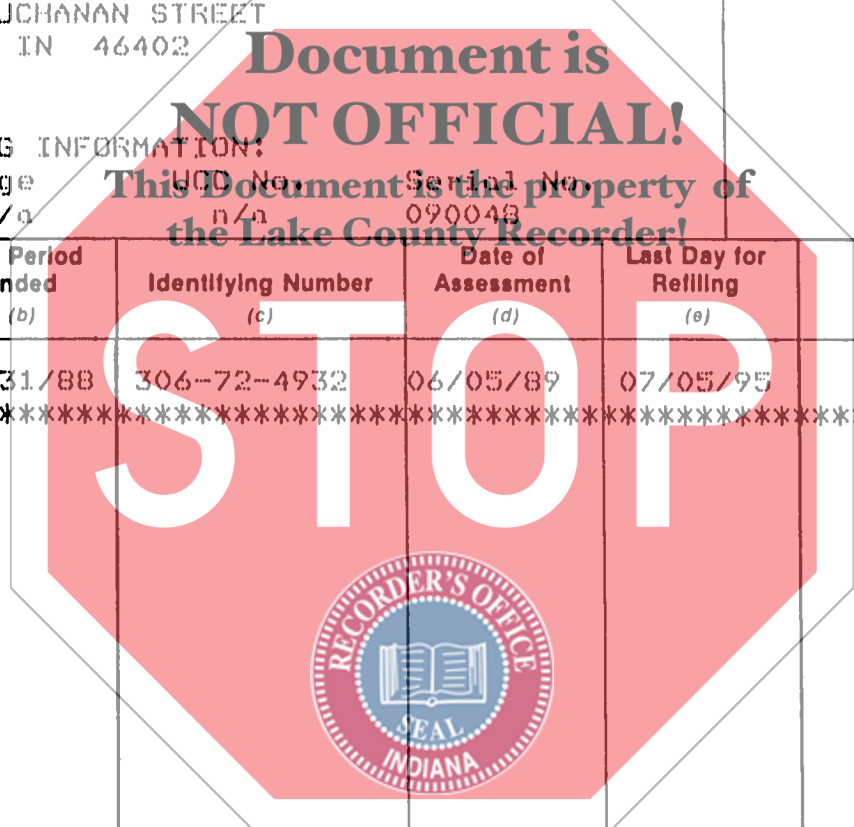 UCHANAN STREET
IN 46402
Document is
NOT OFFICIAL!
G INFORMATION:
This Document is the property of
ge UCC No. Serial No.
/a n/a 090048
the Lake County Recorder!
Period
nded
(b)
Identifying Number
(c)
Date of
Assessment
(d)
Last Day for
Refiling
(e)
31/88 306-72-4932 06/05/89 07/05/95
*****************************************************
STOP
RECORDER'S OFFICE
SEAL
INDIANA